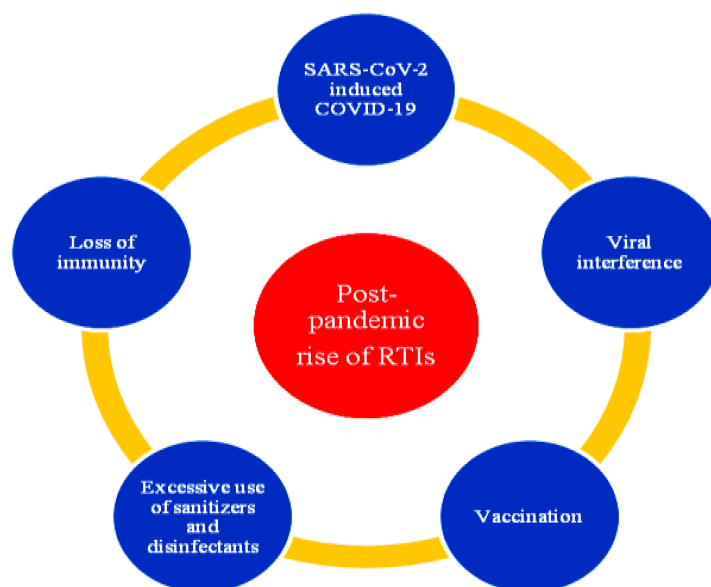 SARS-CoV-2
induced
COVID-19
Loss of
immunity
Viral
interference
Post-
pandemic
rise of RTIs
Excessive use
of sanitizers
and
disinfectants
Vaccination